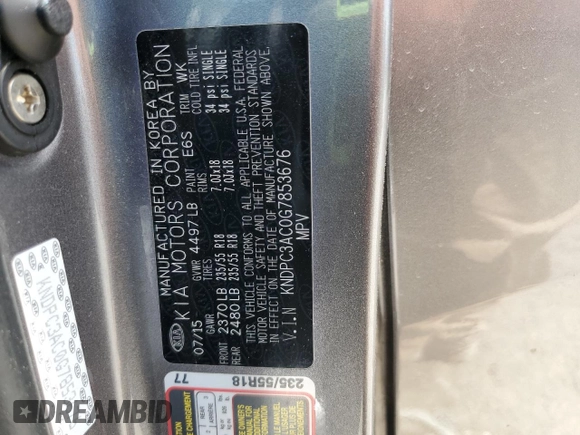 MANUFACTURED IN KOREA BY
KIA MOTORS CORPORATION
07/15 GVWR 4497LB PAINT E6S TRIM WK
GAWR TIRES RIMS COLD TIRE INFL
FRONT 2370LB 235/55 R18 7.0Jx18 34 psi SINGLE
REAR 2480LB 235/55 R18 7.0Jx18 34 psi SINGLE
THIS VEHICLE CONFORMS TO ALL APPLICABLE U.S.A. FEDERAL
MOTOR VEHICLE SAFETY AND THEFT PREVENTION STANDARDS
IN EFFECT ON THE DATE OF MANUFACTURE SHOWN ABOVE.
V.I.N KNDPC3AC0G7853676
MPV
KIA
235/55R18
77
AutoBidMaster